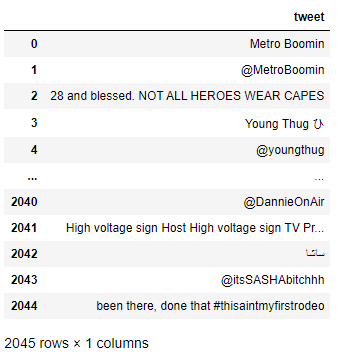 tweet
0 Metro Boomin
1 @MetroBoomin
2 28 and blessed. NOT ALL HEROES WEAR CAPES
3 Young Thug ひ
4 @youngthug
... ...
2040 @DannieOnAir
2041 High voltage sign Host High voltage sign TV Pr...
2042
2043 @itsSASHAbitchhh
2044 been there, done that #thisaintmyfirstrodeo
2045 rows × 1 columns